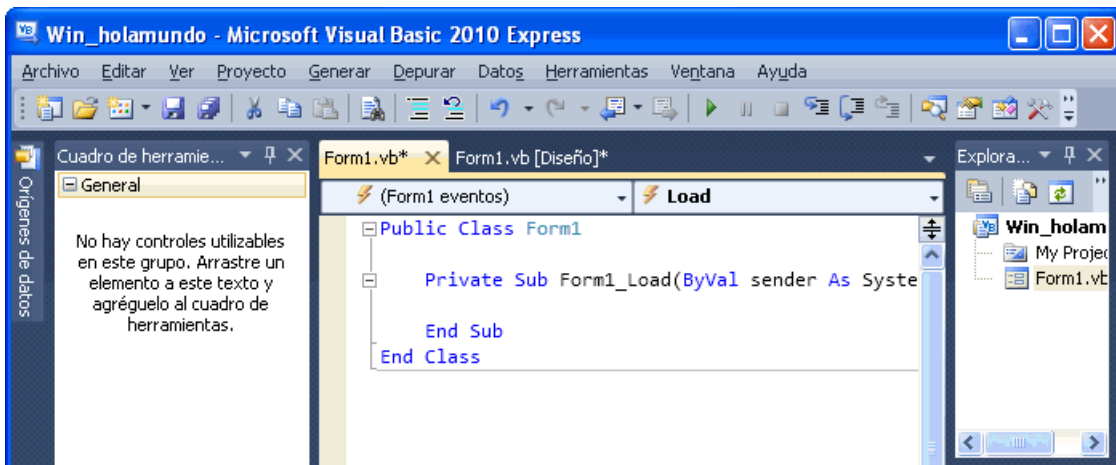 Win_holamundo - Microsoft Visual Basic 2010 Express
Archivo Editar Ver Proyecto Generar Depurar Datos Herramientas Ventana Ayuda
Orígenes de datos
Cuadro de herramie...
General
No hay controles utilizables
en este grupo. Arrastre un
elemento a este texto y
agréguelo al cuadro de
herramientas.
Form1.vb* Form1.vb [Diseño]*
(Form1 eventos) Load
Public Class Form1
Private Sub Form1_Load(ByVal sender As Syste
End Sub
End Class
Explora...
Win_holam
My Projec
Form1.vb